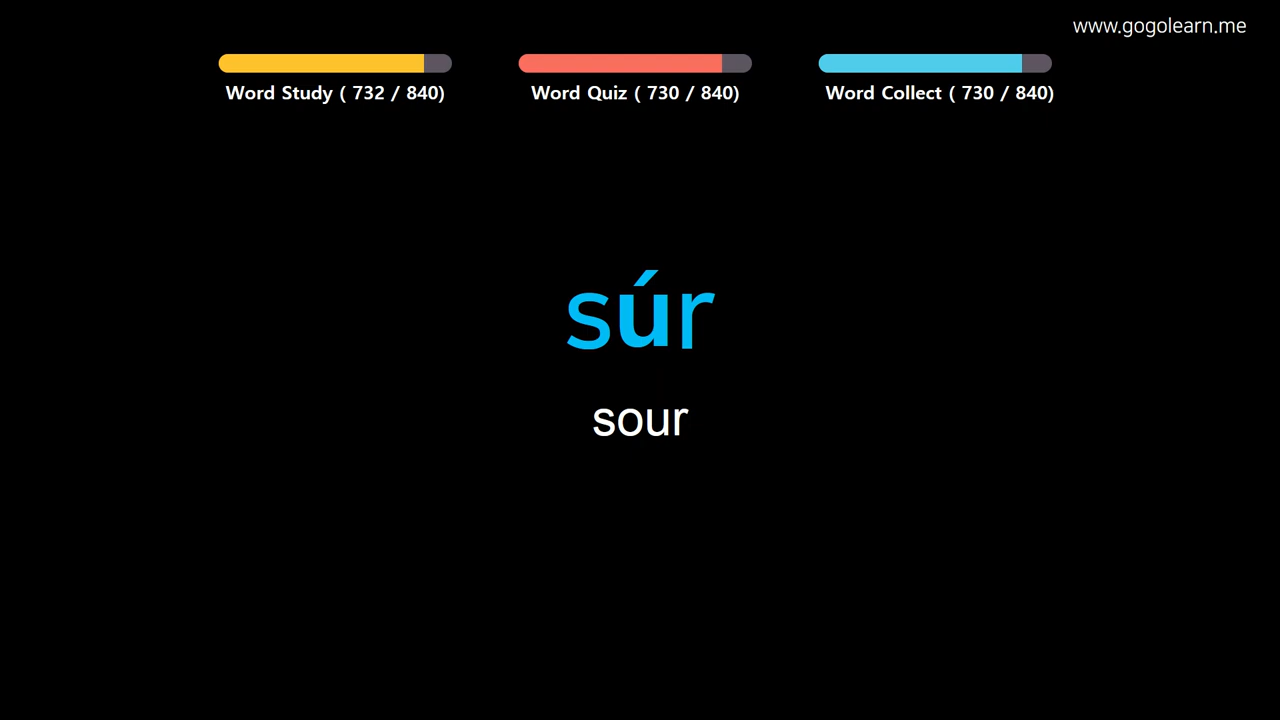 www.gogolearn.me
Word Study ( 732 / 840)
Word Quiz ( 730 / 840)
Word Collect ( 730 / 840)
súr
sour